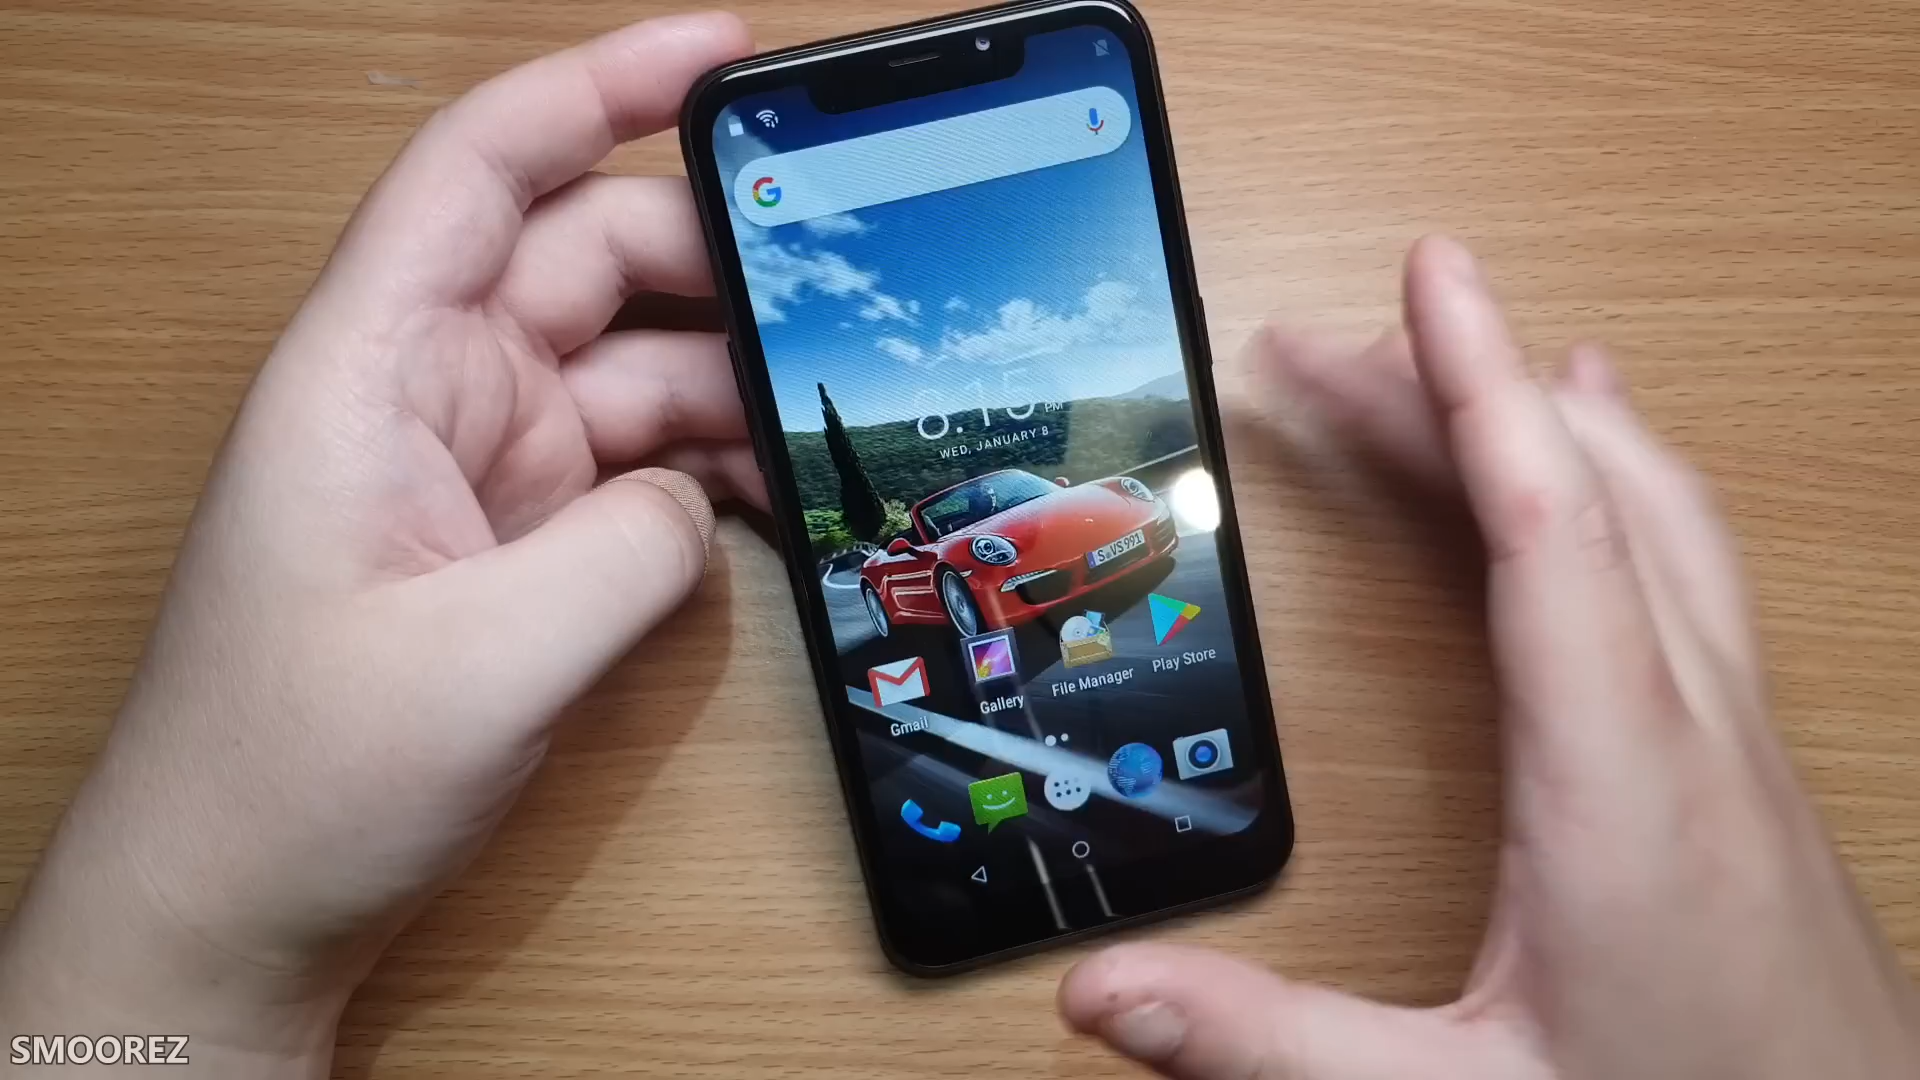 8:15 PM
WED, JANUARY 8
S VS 991
Gmail
Gallery
File Manager
Play Store
SMOOREZ